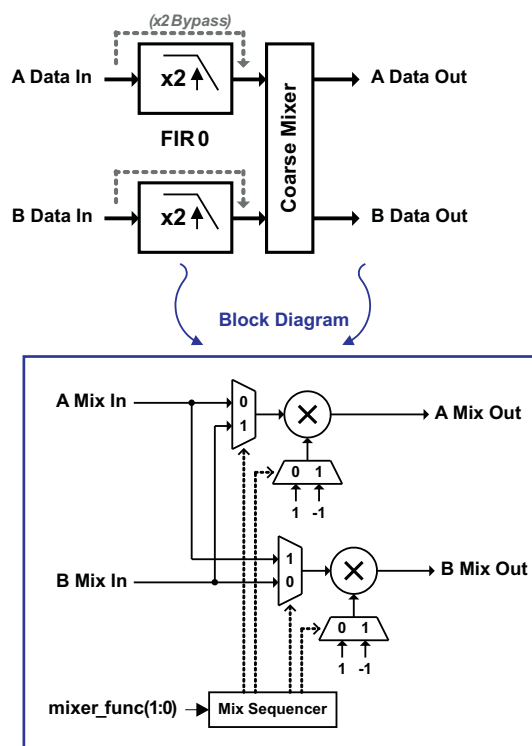 (x2 Bypass)
A Data In
x2
A Data Out
FIR 0
Coarse Mixer
B Data In
x2
B Data Out
Block Diagram
A Mix In
0
1
A Mix Out
0 1
1 -1
B Mix In
1
0
B Mix Out
0 1
1 -1
mixer_func(1:0)
Mix Sequencer